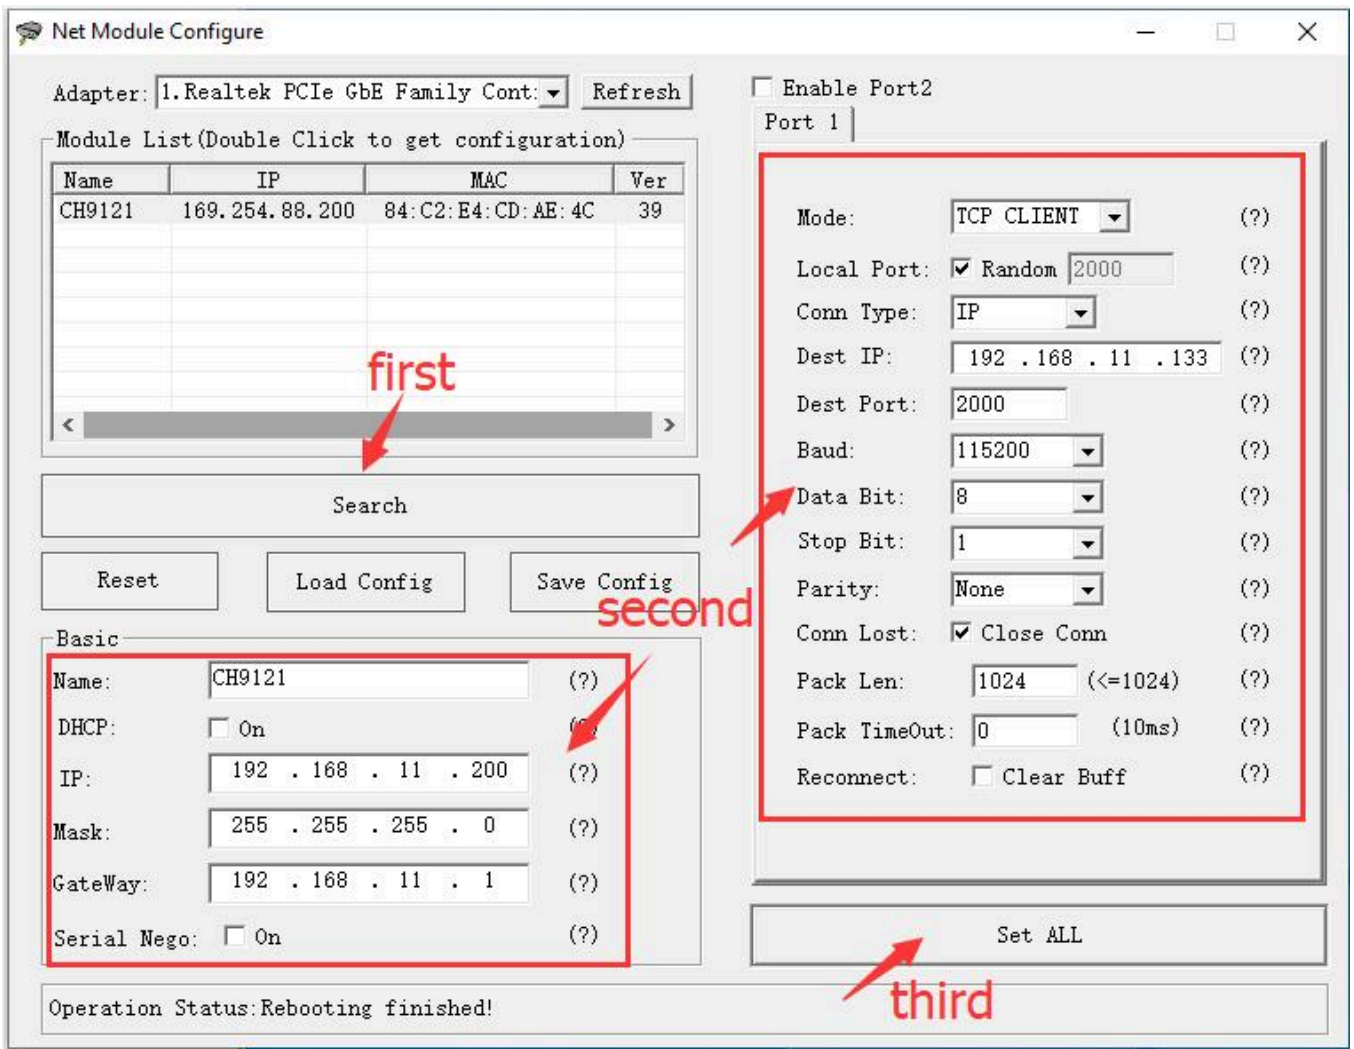 Net Module Configure
Adapter: 1.Realtek PCIe GbE Family Cont: Refresh
Module List(Double Click to get configuration)
Name IP MAC Ver
CH9121 169.254.88.200 84:C2:E4:CD:AE:4C 39
first
Search
Reset Load Config Save Config
second
Basic
Name: CH9121 (?)
DHCP: On (?)
IP: 192 . 168 . 11 . 200 (?)
Mask: 255 . 255 . 255 . 0 (?)
GateWay: 192 . 168 . 11 . 1 (?)
Serial Nego: On (?)
Enable Port2
Port 1
Mode: TCP CLIENT (?)
Local Port: Random 2000 (?)
Conn Type: IP (?)
Dest IP: 192 . 168 . 11 . 133 (?)
Dest Port: 2000 (?)
Baud: 115200 (?)
Data Bit: 8 (?)
Stop Bit: 1 (?)
Parity: None (?)
Conn Lost: Close Conn (?)
Pack Len: 1024 (<=1024) (?)
Pack TimeOut: 0 (10ms) (?)
Reconnect: Clear Buff (?)
Set ALL
third
Operation Status:Rebooting finished!